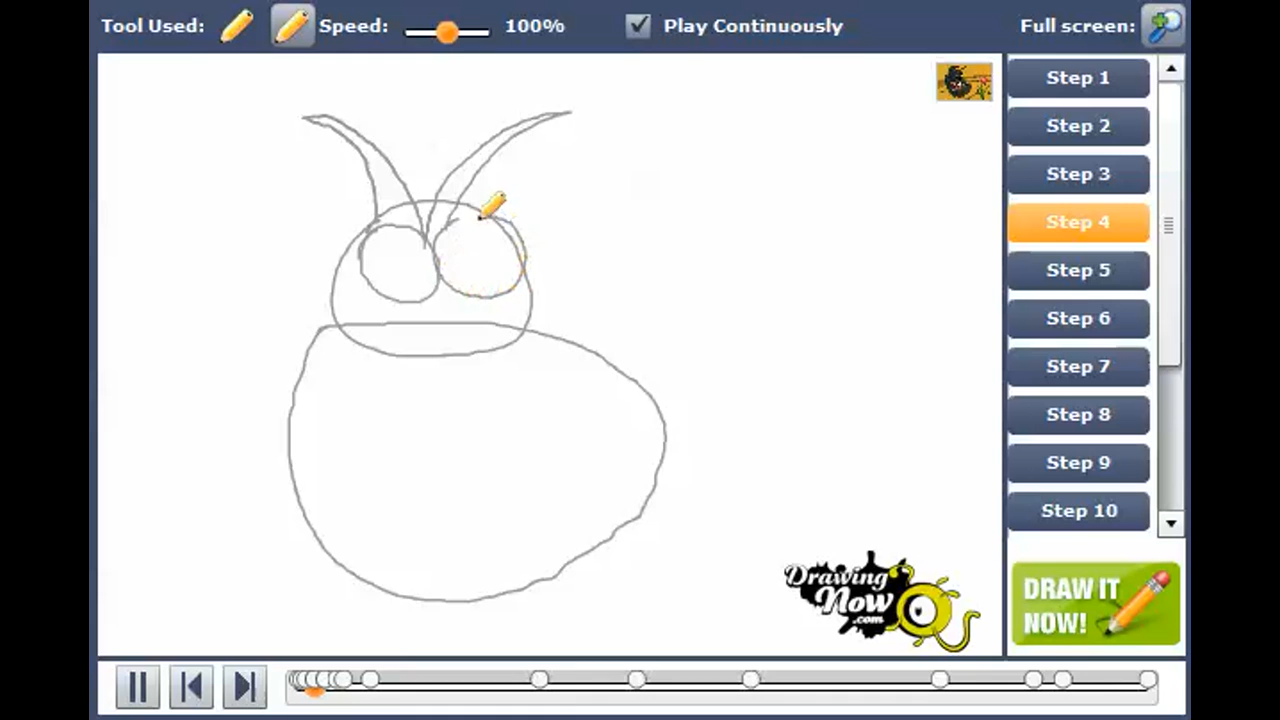 Tool Used:
Speed:
100%
Play Continuously
Full screen:
Step 1
Step 2
Step 3
Step 4
Step 5
Step 6
Step 7
Step 8
Step 9
Step 10
Drawing
Now
.com
DRAW IT
NOW!